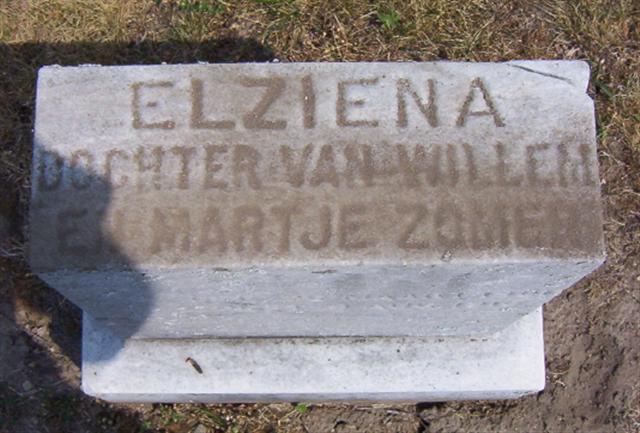 ELZIENA
DOCHTER VAN WILLEM
EN MARTJE ZOMER